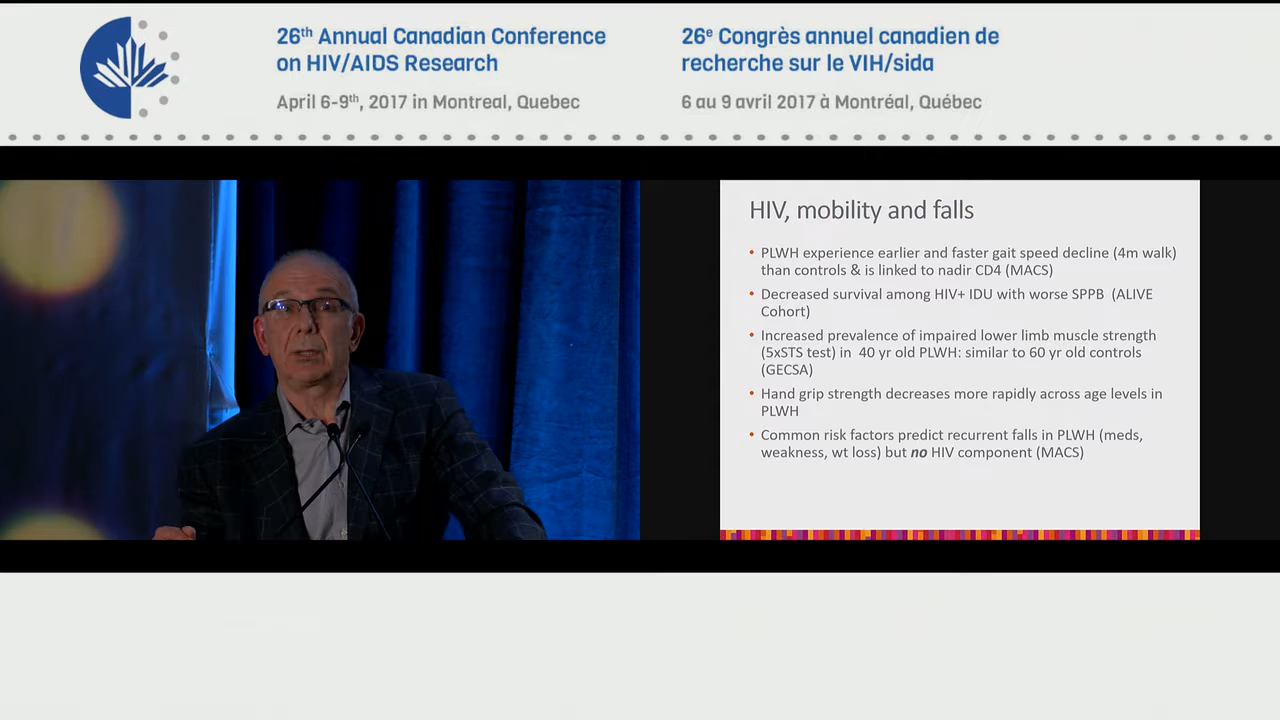 26th Annual Canadian Conference
on HIV/AIDS Research
April 6-9th, 2017 in Montreal, Quebec
26e Congrès annuel canadien de
recherche sur le VIH/sida
6 au 9 avril 2017 à Montréal, Québec
HIV, mobility and falls
• PLWH experience earlier and faster gait speed decline (4m walk)
than controls & is linked to nadir CD4 (MACS)
• Decreased survival among HIV+ IDU with worse SPPB (ALIVE
Cohort)
• Increased prevalence of impaired lower limb muscle strength
(5xSTS test) in 40 yr old PLWH: similar to 60 yr old controls
(GECSA)
• Hand grip strength decreases more rapidly across age levels in
PLWH
• Common risk factors predict recurrent falls in PLWH (meds,
weakness, wt loss) but no HIV component (MACS)